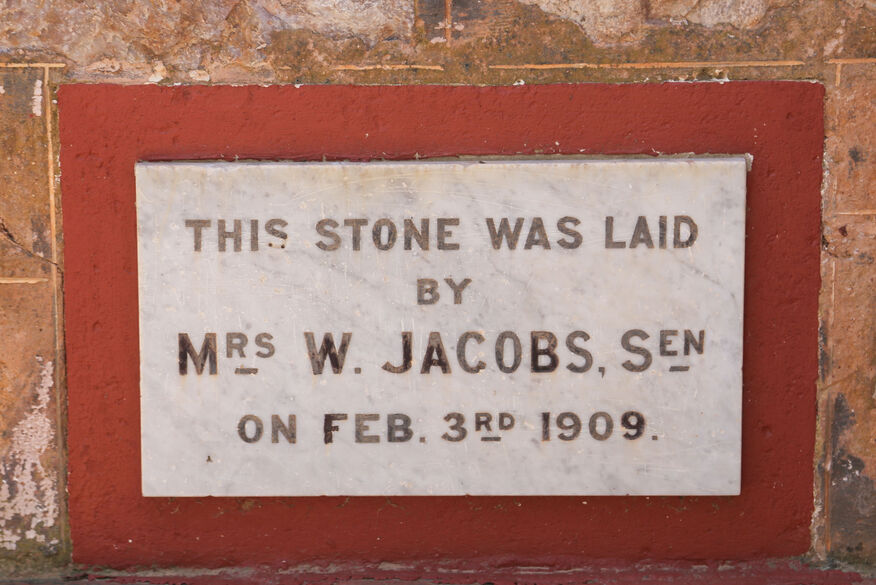 THIS STONE WAS LAID
BY
MRS W. JACOBS, SEN
ON FEB. 3RD 1909.